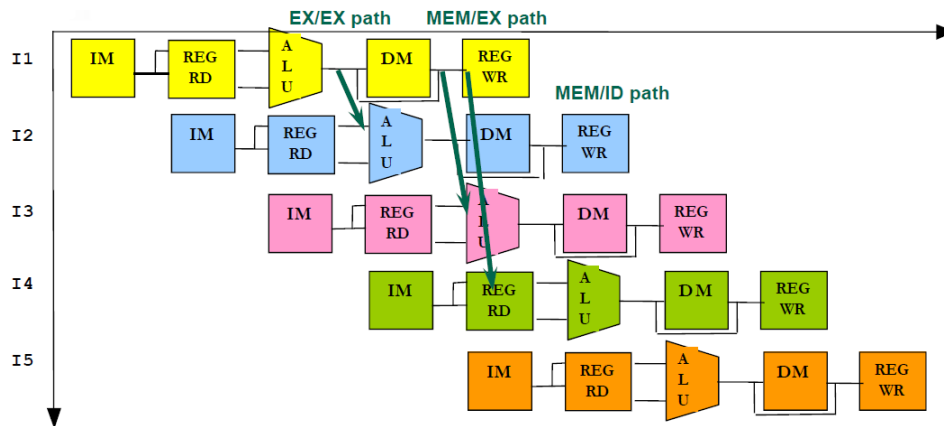 EX/EX path MEM/EX path
I1 IM REG RD A L U DM REG WR
MEM/ID path
I2 IM REG RD A L U DM REG WR
I3 IM REG RD A L U DM REG WR
I4 IM REG RD A L U DM REG WR
I5 IM REG RD A L U DM REG WR